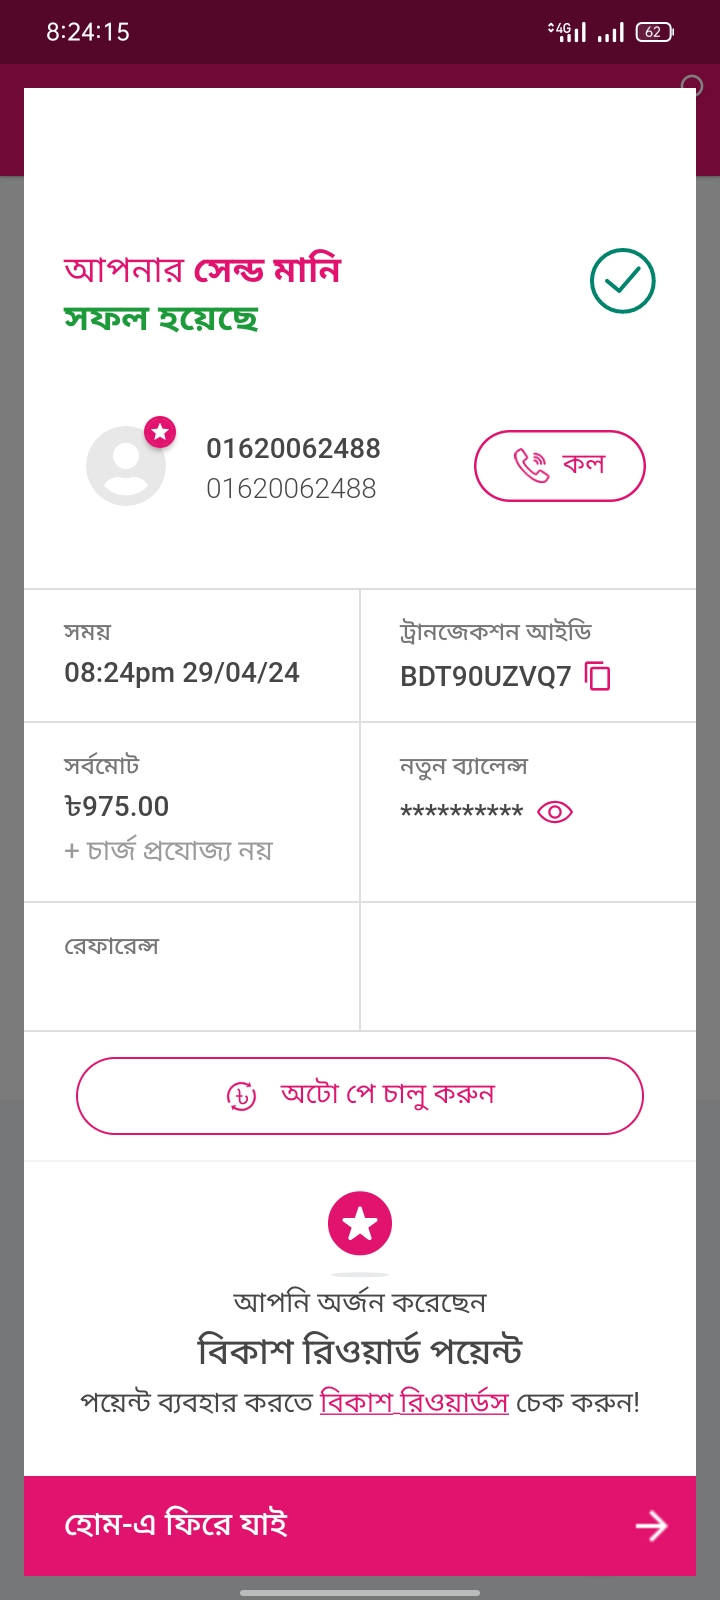 8:24:15
4G
62
আপনার সেন্ড মানি
সফল হয়েছে
01620062488
01620062488
কল
সময়
08:24pm 29/04/24
ট্রানজেকশন আইডি
BDT90UZVQ7
সর্বমোট
৳975.00
+ চার্জ প্রযোজ্য নয়
নতুন ব্যালেন্স
**********
রেফারেন্স
অটো পে চালু করুন
আপনি অর্জন করেছেন
বিকাশ রিওয়ার্ড পয়েন্ট
পয়েন্ট ব্যবহার করতে বিকাশ রিওয়ার্ডস চেক করুন!
হোম-এ ফিরে যাই